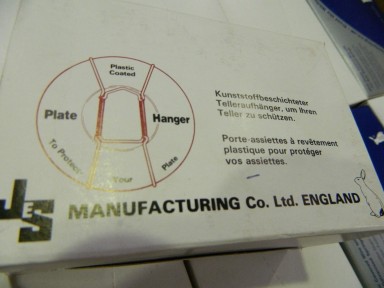 Plastic
Coated
Plate
Hanger
To Protect
Your
Plate
Kunststoffbeschichteter
Telleraufhänger, um Ihren
Teller zu schützen.
Porte-assiettes à revêtement
plastique pour protéger
vos assiettes.
J&S
MANUFACTURING Co. Ltd. ENGLAND